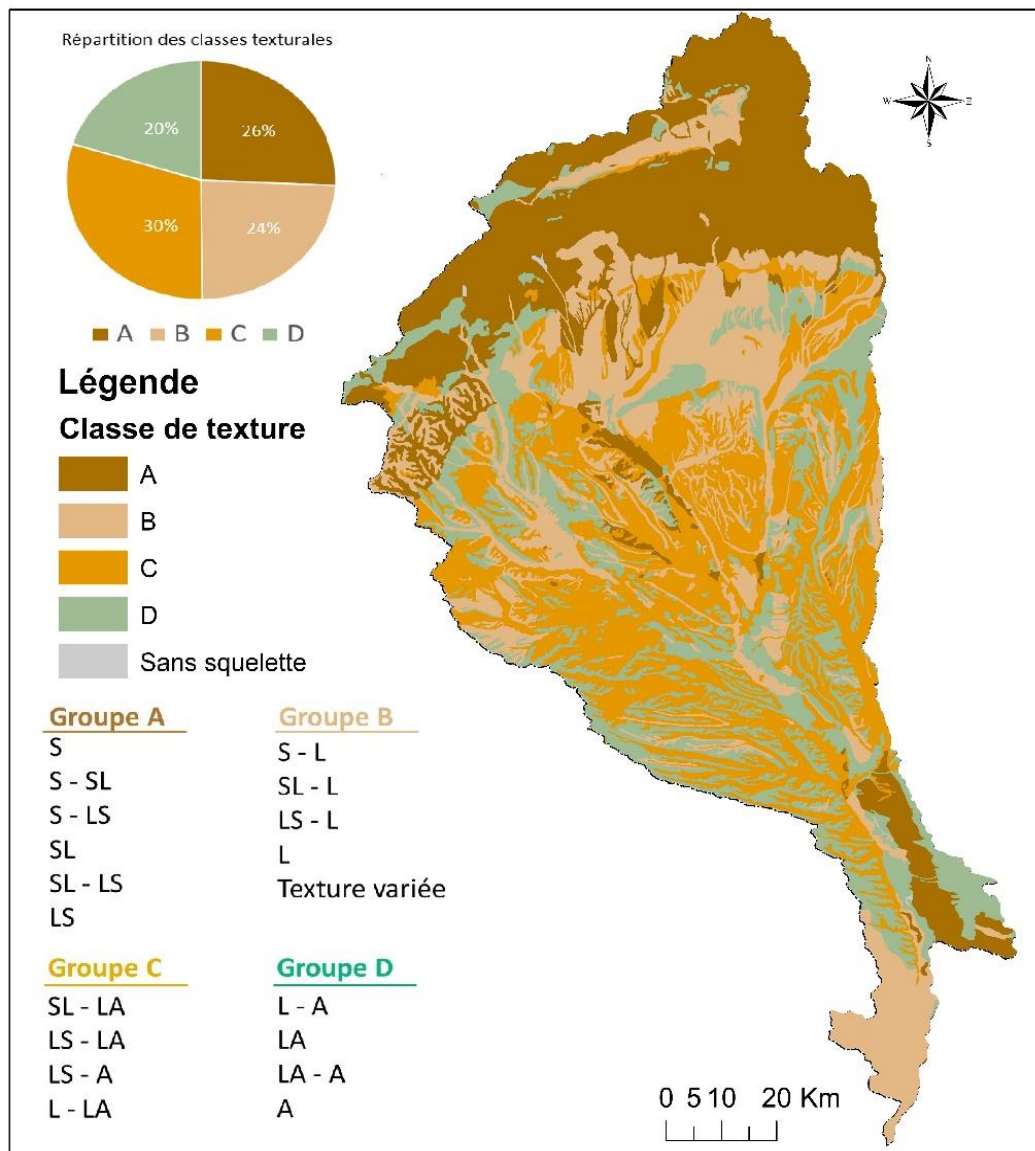 Répartition des classes texturales
20%
26%
30%
24%
A B C D
Légende
Classe de texture
A
B
C
D
Sans squelette
Groupe A
S
S - SL
S - LS
SL
SL - LS
LS
Groupe B
S - L
SL - L
LS - L
L
Texture variée
Groupe C
SL - LA
LS - LA
LS - A
L - LA
Groupe D
L - A
LA
LA - A
A
N
W E
S
0 5 10 20 Km